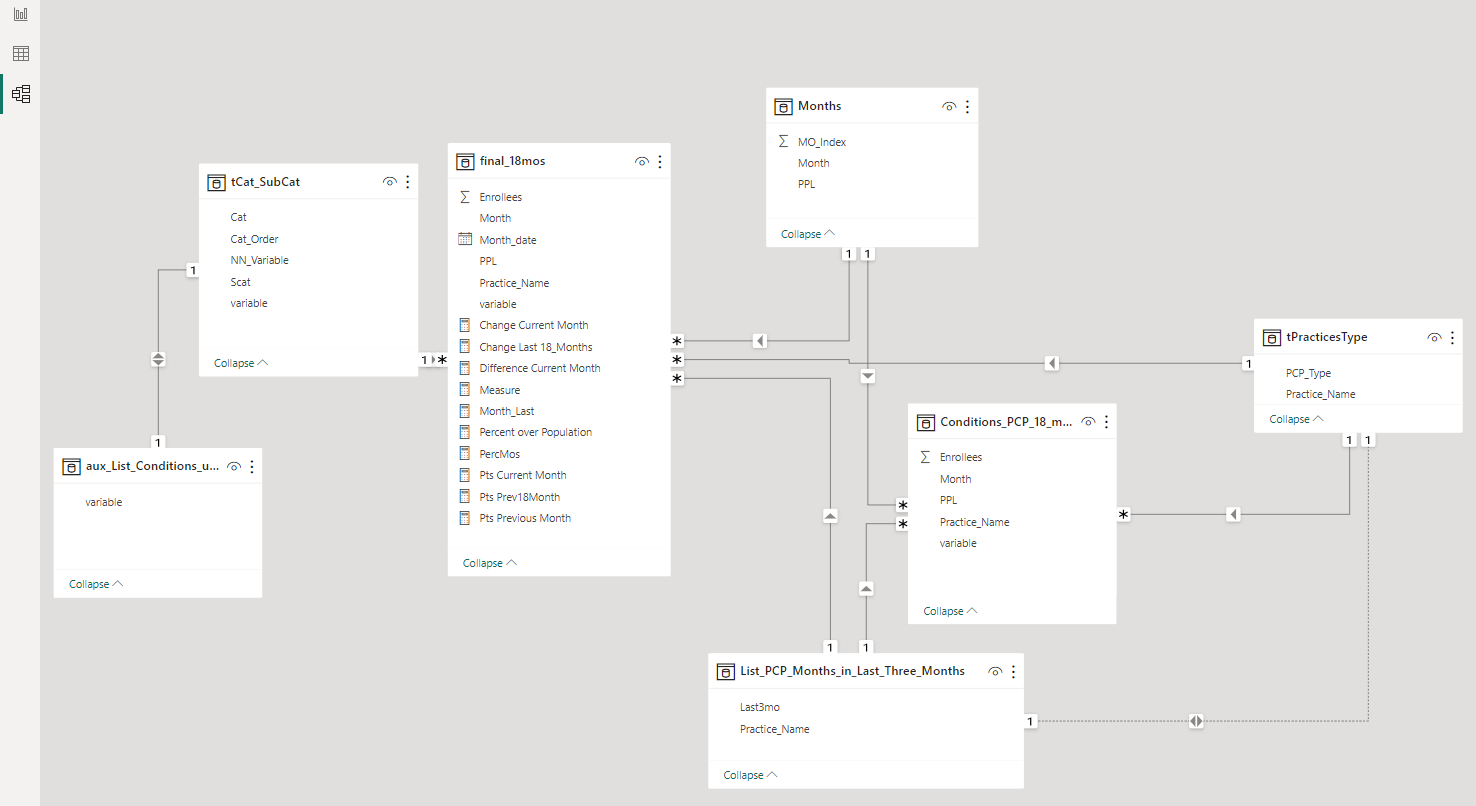 Months
MO_Index
Month
PPL
Collapse
1
1
final_18mos
Enrollees
Month
Month_date
PPL
Practice_Name
variable
Change Current Month
Change Last 18_Months
Difference Current Month
Measure
Month_Last
Percent over Population
PercMos
Pts Current Month
Pts Prev18Month
Pts Previous Month
Collapse
tCat_SubCat
Cat
Cat_Order
NN_Variable
Scat
variable
Collapse
1
1
*
*
*
*
1
aux_List_Conditions_u...
variable
Collapse
tPracticesType
PCP_Type
Practice_Name
Collapse
1
1
1
Conditions_PCP_18_m...
Enrollees
Month
PPL
Practice_Name
variable
Collapse
*
*
*
1
1
List_PCP_Months_in_Last_Three_Months
Last3mo
Practice_Name
Collapse
1